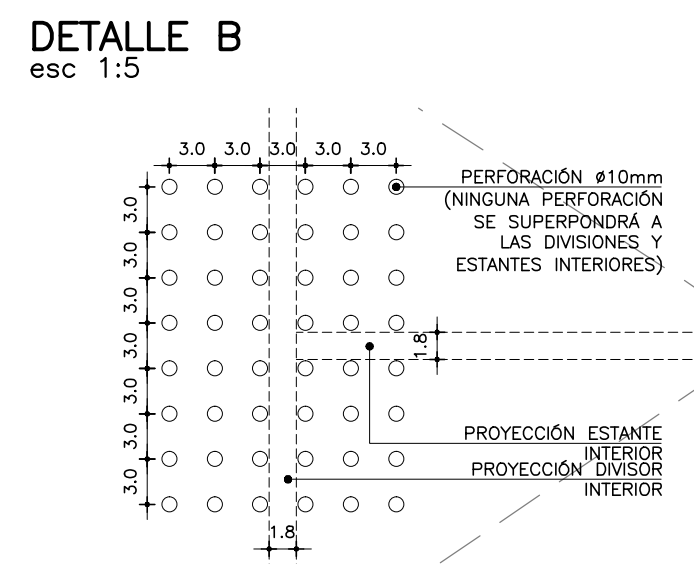 DETALLE B
esc 1:5
3.0 3.0 3.0 3.0 3.0
PERFORACIÓN ø10mm
(NINGUNA PERFORACIÓN
SE SUPERPONDRÁ A
LAS DIVISIONES Y
ESTANTES INTERIORES)
3.0
3.0
3.0
3.0
3.0
3.0
3.0
1.8
PROYECCIÓN ESTANTE
INTERIOR
PROYECCIÓN DIVISOR
INTERIOR
1.8